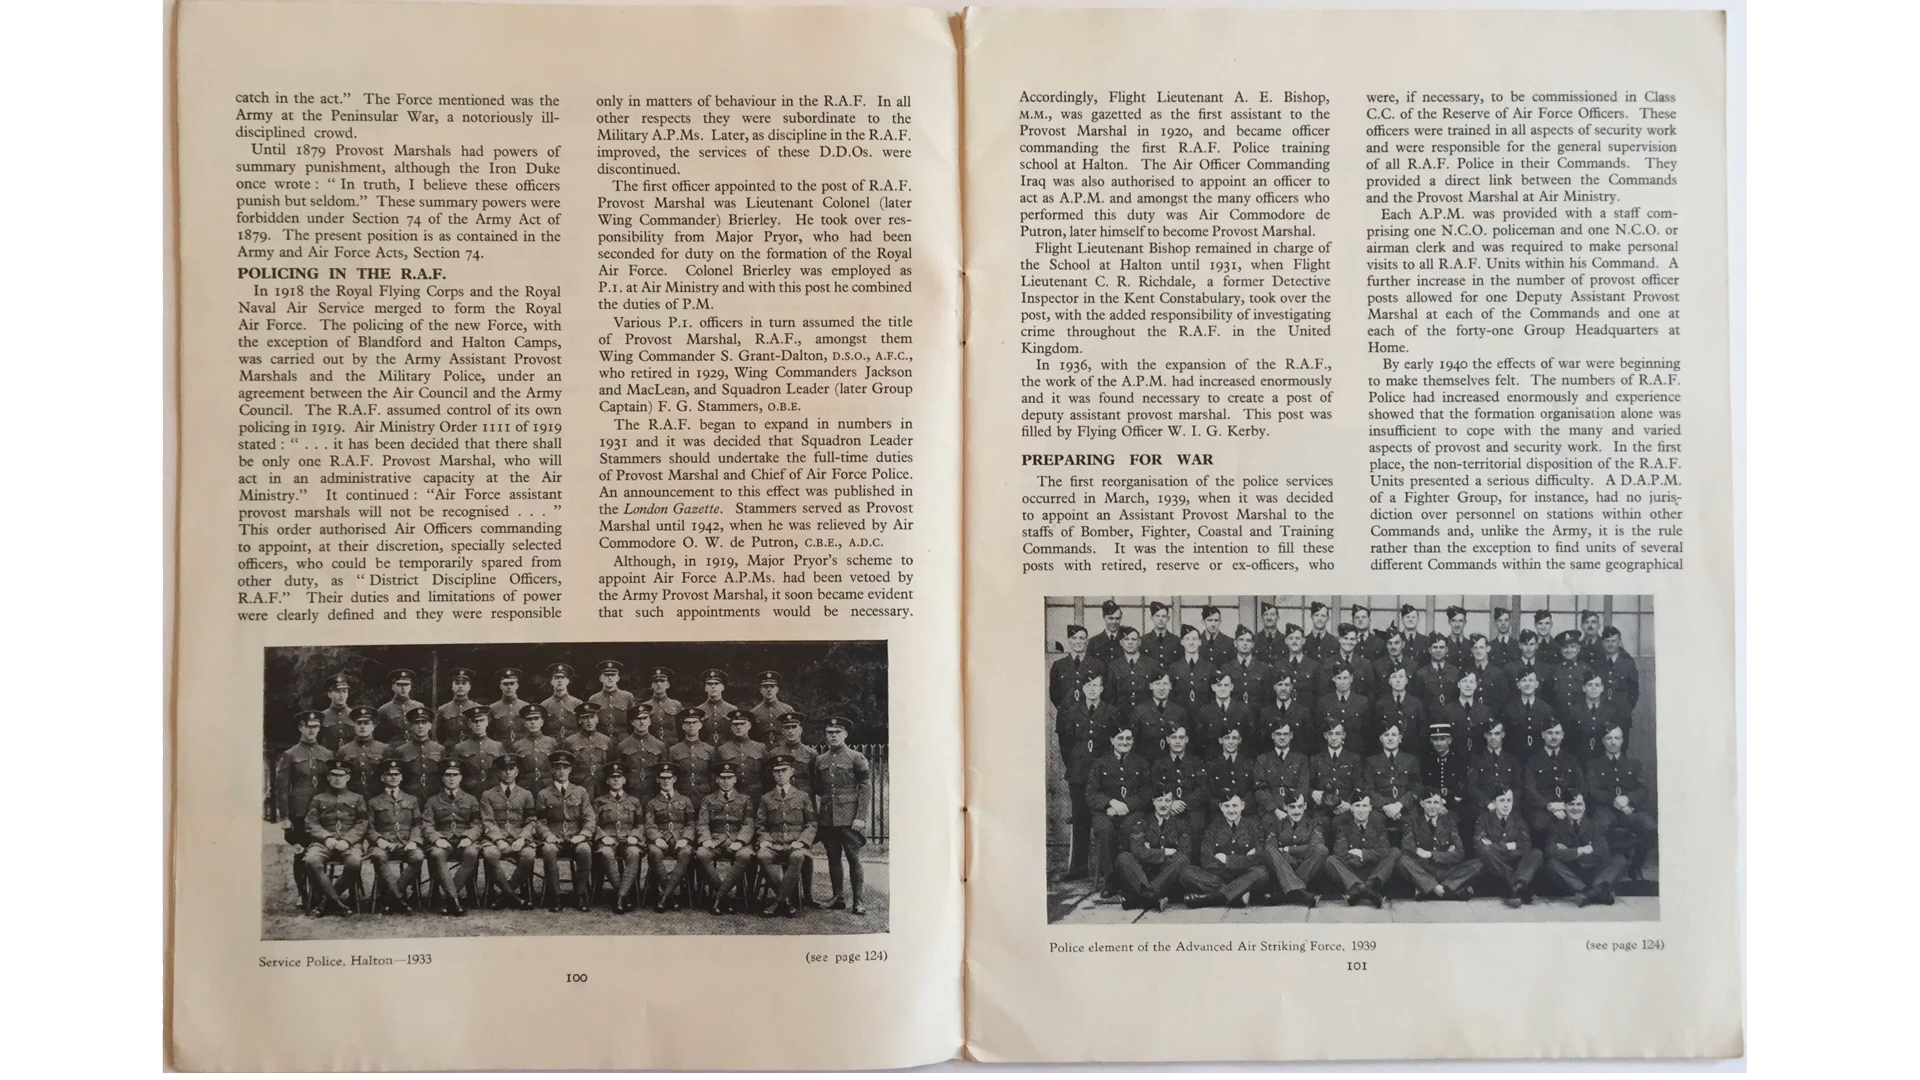 catch in the act.” The Force mentioned was the
Army at the Peninsular War, a notoriously ill-
disciplined crowd.
Until 1879 Provost Marshals had powers of
summary punishment, although the Iron Duke
once wrote : “ In truth, I believe these officers
punish but seldom.” These summary powers were
forbidden under Section 74 of the Army Act of
1879. The present position is as contained in the
Army and Air Force Acts, Section 74.
POLICING IN THE R.A.F.
In 1918 the Royal Flying Corps and the Royal
Naval Air Service merged to form the Royal
Air Force. The policing of the new Force, with
the exception of Blandford and Halton Camps,
was carried out by the Army Assistant Provost
Marshals and the Military Police, under an
agreement between the Air Council and the Army
Council. The R.A.F. assumed control of its own
policing in 1919. Air Ministry Order 1111 of 1919
stated : “ . . . it has been decided that there shall
be only one R.A.F. Provost Marshal, who will
act in an administrative capacity at the Air
Ministry.” It continued : “Air Force assistant
provost marshals will not be recognised . . . ”
This order authorised Air Officers commanding
to appoint, at their discretion, specially selected
officers, who could be temporarily spared from
other duty, as “ District Discipline Officers,
R.A.F.” Their duties and limitations of power
were clearly defined and they were responsible
only in matters of behaviour in the R.A.F. In all
other respects they were subordinate to the
Military A.P.Ms. Later, as discipline in the R.A.F.
improved, the services of these D.D.Os. were
discontinued.
The first officer appointed to the post of R.A.F.
Provost Marshal was Lieutenant Colonel (later
Wing Commander) Brierley. He took over res-
ponsibility from Major Pryor, who had been
seconded for duty on the formation of the Royal
Air Force. Colonel Brierley was employed as
P.1. at Air Ministry and with this post he combined
the duties of P.M.
Various P.1. officers in turn assumed the title
of Provost Marshal, R.A.F., amongst them
Wing Commander S. Grant-Dalton, D.S.O., A.F.C.,
who retired in 1929, Wing Commanders Jackson
and MacLean, and Squadron Leader (later Group
Captain) F. G. Stammers, O.B.E.
The R.A.F. began to expand in numbers in
1931 and it was decided that Squadron Leader
Stammers should undertake the full-time duties
of Provost Marshal and Chief of Air Force Police.
An announcement to this effect was published in
the London Gazette. Stammers served as Provost
Marshal until 1942, when he was relieved by Air
Commodore O. W. de Putron, C.B.E., A.D.C.
Although, in 1919, Major Pryor’s scheme to
appoint Air Force A.P.Ms. had been vetoed by
the Army Provost Marshal, it soon became evident
that such appointments would be necessary.
Service Police, Halton—1933
(see page 124)
100
Accordingly, Flight Lieutenant A. E. Bishop,
M.M., was gazetted as the first assistant to the
Provost Marshal in 1920, and became officer
commanding the first R.A.F. Police training
school at Halton. The Air Officer Commanding
Iraq was also authorised to appoint an officer to
act as A.P.M. and amongst the many officers who
performed this duty was Air Commodore de
Putron, later himself to become Provost Marshal.
Flight Lieutenant Bishop remained in charge of
the School at Halton until 1931, when Flight
Lieutenant C. R. Richdale, a former Detective
Inspector in the Kent Constabulary, took over the
post, with the added responsibility of investigating
crime throughout the R.A.F. in the United
Kingdom.
In 1936, with the expansion of the R.A.F.,
the work of the A.P.M. had increased enormously
and it was found necessary to create a post of
deputy assistant provost marshal. This post was
filled by Flying Officer W. I. G. Kerby.
PREPARING FOR WAR
The first reorganisation of the police services
occurred in March, 1939, when it was decided
to appoint an Assistant Provost Marshal to the
staffs of Bomber, Fighter, Coastal and Training
Commands. It was the intention to fill these
posts with retired, reserve or ex-officers, who
were, if necessary, to be commissioned in Class
C.C. of the Reserve of Air Force Officers. These
officers were trained in all aspects of security work
and were responsible for the general supervision
of all R.A.F. Police in their Commands. They
provided a direct link between the Commands
and the Provost Marshal at Air Ministry.
Each A.P.M. was provided with a staff com-
prising one N.C.O. policeman and one N.C.O. or
airman clerk and was required to make personal
visits to all R.A.F. Units within his Command. A
further increase in the number of provost officer
posts allowed for one Deputy Assistant Provost
Marshal at each of the Commands and one at
each of the forty-one Group Headquarters at
Home.
By early 1940 the effects of war were beginning
to make themselves felt. The numbers of R.A.F.
Police had increased enormously and experience
showed that the formation organisation alone was
insufficient to cope with the many and varied
aspects of provost and security work. In the first
place, the non-territorial disposition of the R.A.F.
Units presented a serious difficulty. A D.A.P.M.
of a Fighter Group, for instance, had no juris-
diction over personnel on stations within other
Commands and, unlike the Army, it is the rule
rather than the exception to find units of several
different Commands within the same geographical
Police element of the Advanced Air Striking Force, 1939
(see page 124)
101